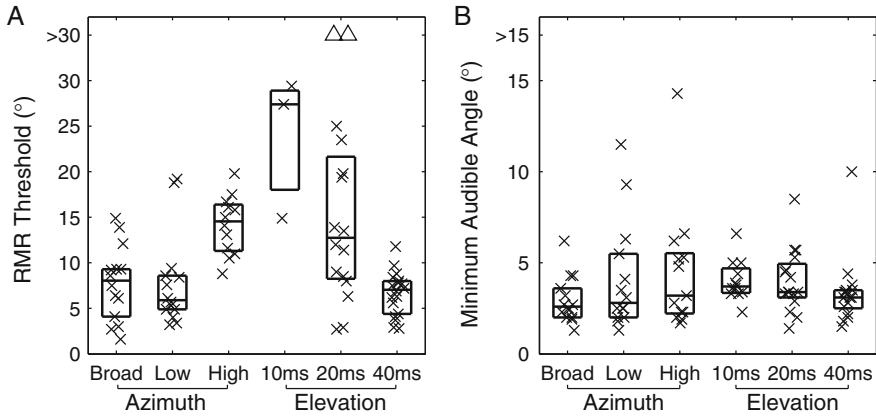 A
RMR Threshold (°)
>30
30
25
20
15
10
5
0
Broad Low High 10ms 20ms 40ms
Azimuth Elevation
B
Minimum Audible Angle (°)
>15
15
10
5
0
Broad Low High 10ms 20ms 40ms
Azimuth Elevation